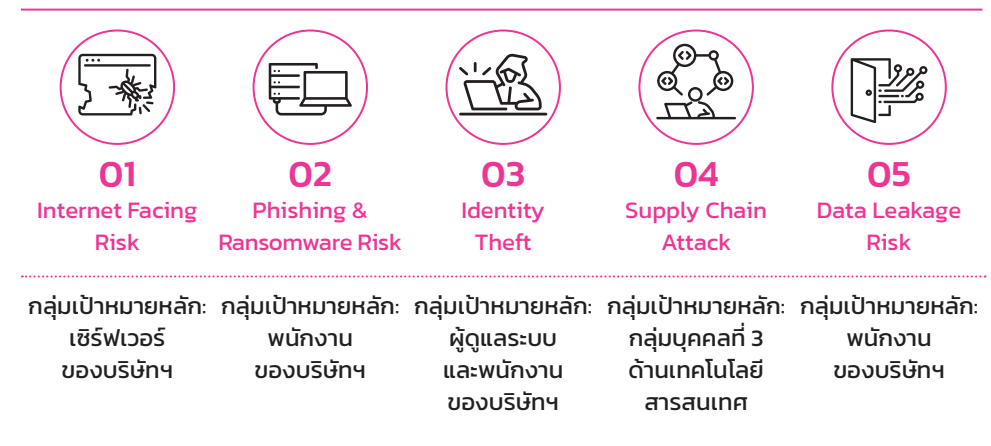 01
Internet Facing
Risk
กลุ่มเป้าหมายหลัก:
เซิร์ฟเวอร์
ของบริษัทฯ
02
Phishing &
Ransomware Risk
กลุ่มเป้าหมายหลัก:
พนักงาน
ของบริษัทฯ
03
Identity
Theft
กลุ่มเป้าหมายหลัก:
ผู้ดูแลระบบ
และพนักงาน
ของบริษัทฯ
04
Supply Chain
Attack
กลุ่มเป้าหมายหลัก:
กลุ่มบุคคลที่ 3
ด้านเทคโนโลยี
สารสนเทศ
05
Data Leakage
Risk
กลุ่มเป้าหมายหลัก:
พนักงาน
ของบริษัทฯ